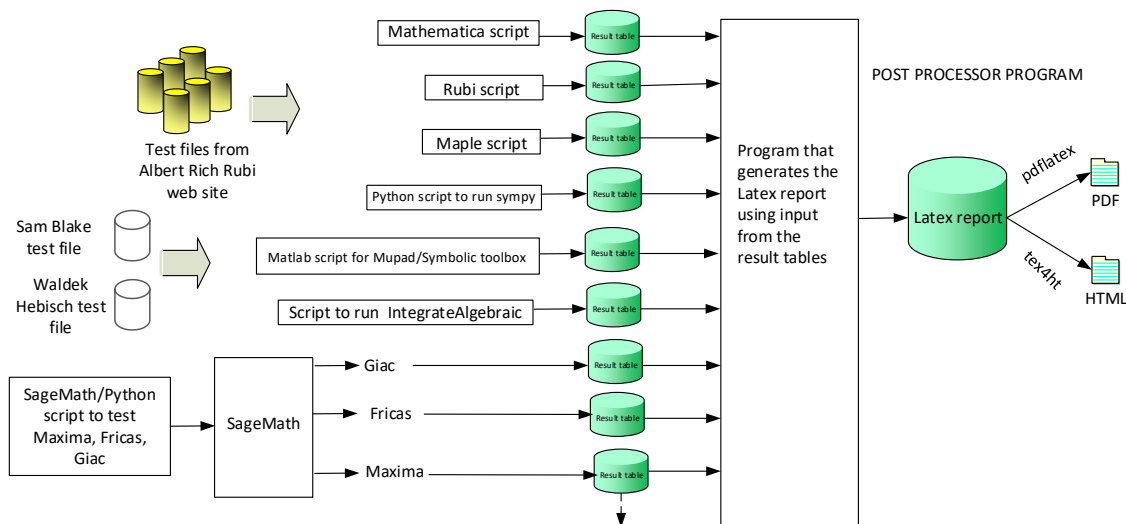 Mathematica script
Result table
Rubi script
Result table
Maple script
Result table
Python script to run sympy
Result table
Matlab script for Mupad/Symbolic toolbox
Result table
Script to run IntegrateAlgebraic
Result table
Test files from
Albert Rich Rubi
web site
Sam Blake
test file
Waldek
Hebisch test
file
SageMath/Python
script to test
Maxima, Fricas,
Giac
SageMath
Giac
Result table
Fricas
Result table
Maxima
Result table
Program that
generates the
Latex report
using input
from the
result tables
POST PROCESSOR PROGRAM
Latex report
pdflatex
PDF
tex4ht
HTML